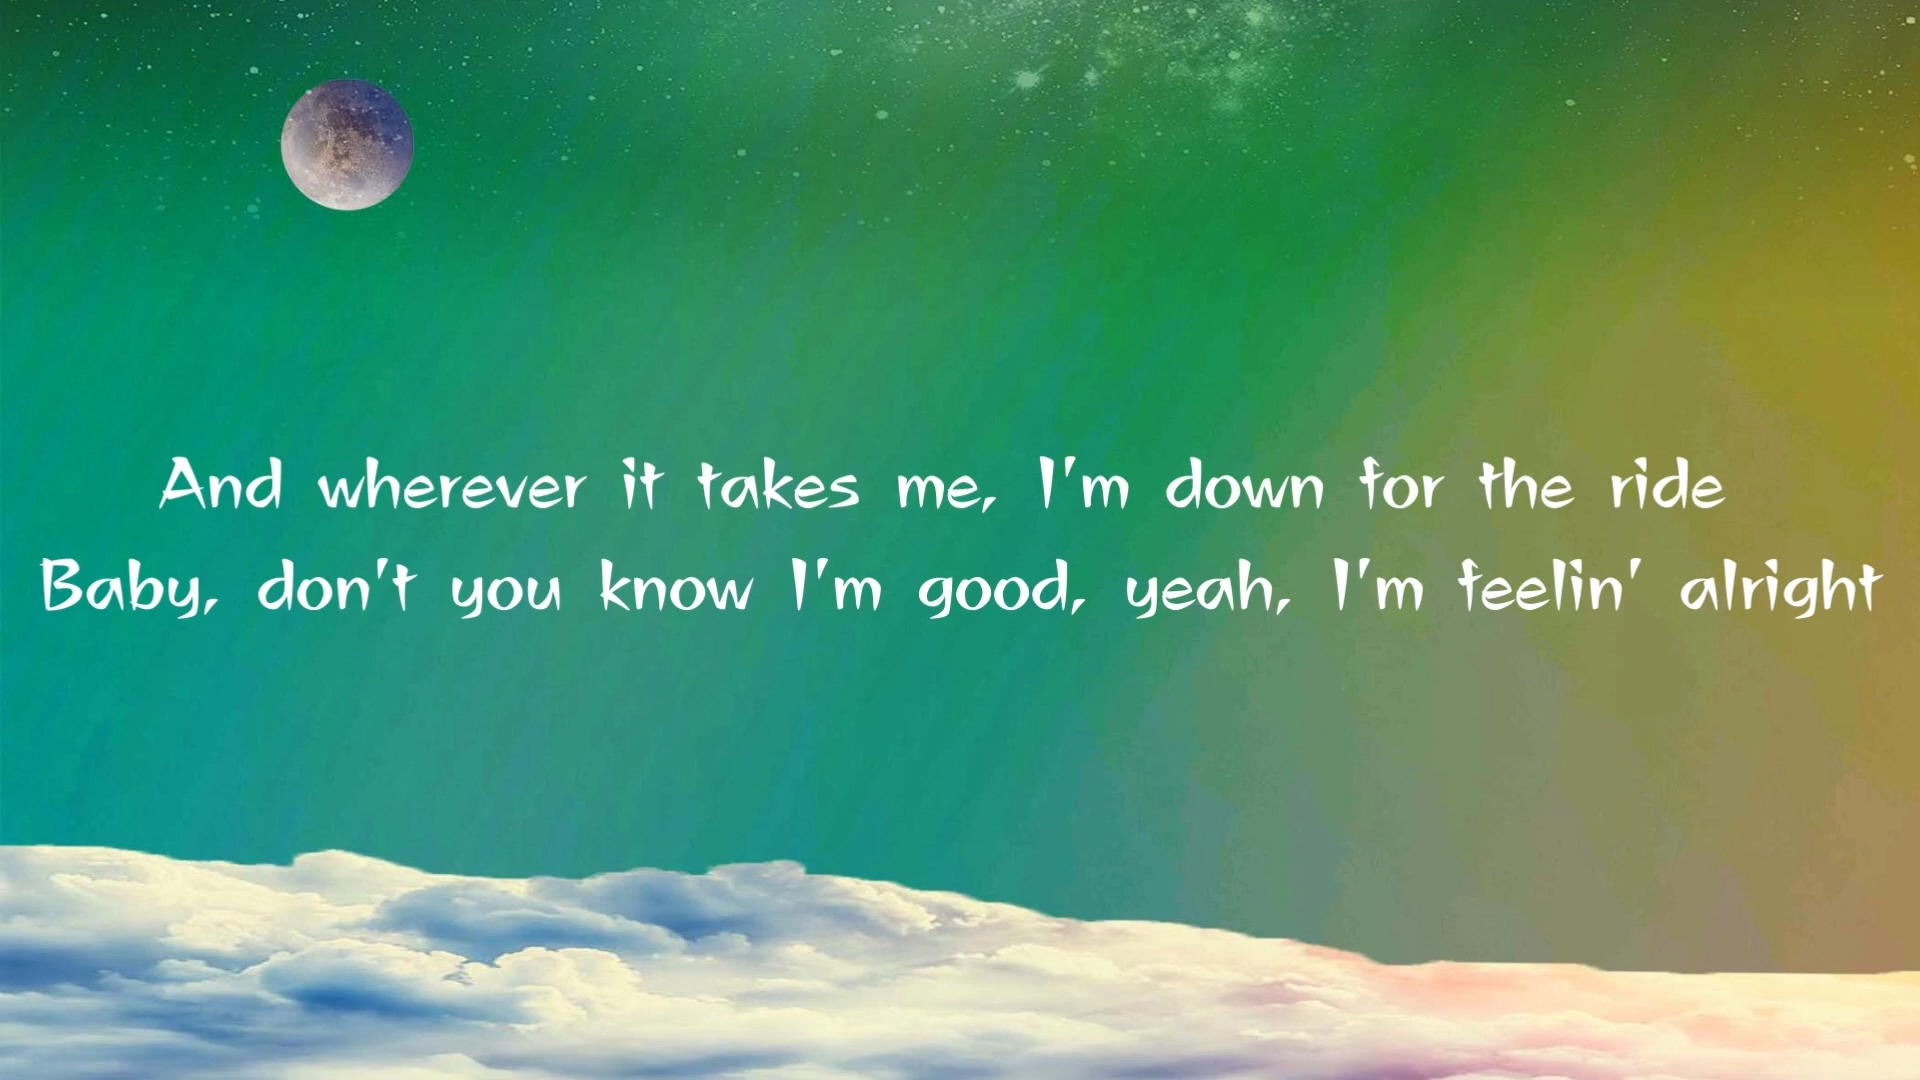 And wherever it takes me, I'm down for the ride
Baby, don't you know I'm good, yeah, I'm feelin' alright